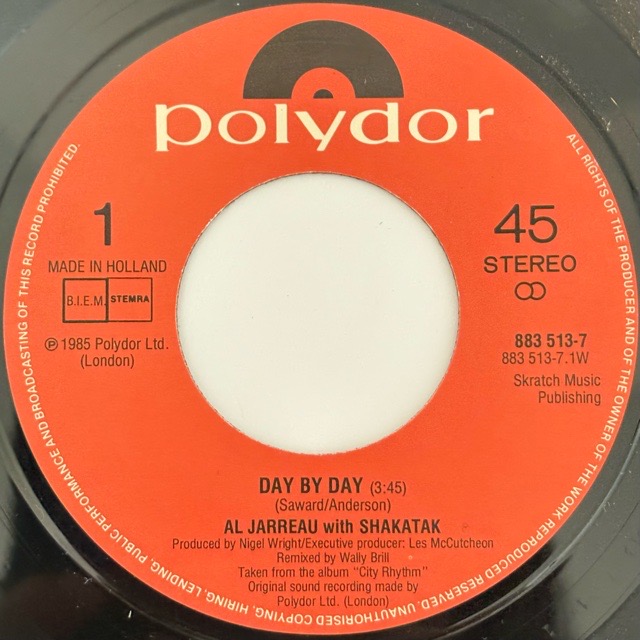 polydor
1
45
MADE IN HOLLAND
STEREO
B.I.E.M. STEMRA
℗ 1985 Polydor Ltd.
(London)
883 513-7
883 513-7.1W
Skratch Music
Publishing
DAY BY DAY (3:45)
(Saward/Anderson)
AL JARREAU with SHAKATAK
Produced by Nigel Wright/Executive producer: Les McCutcheon
Remixed by Wally Brill
Taken from the album "City Rhythm"
Original sound recording made by
Polydor Ltd. (London)
ALL RIGHTS OF THE PRODUCER AND OF THE OWNER OF THE WORK REPRODUCED RESERVED. UNAUTHORISED COPYING, HIRING, LENDING, PUBLIC PERFORMANCE AND BROADCASTING OF THIS RECORD PROHIBITED.